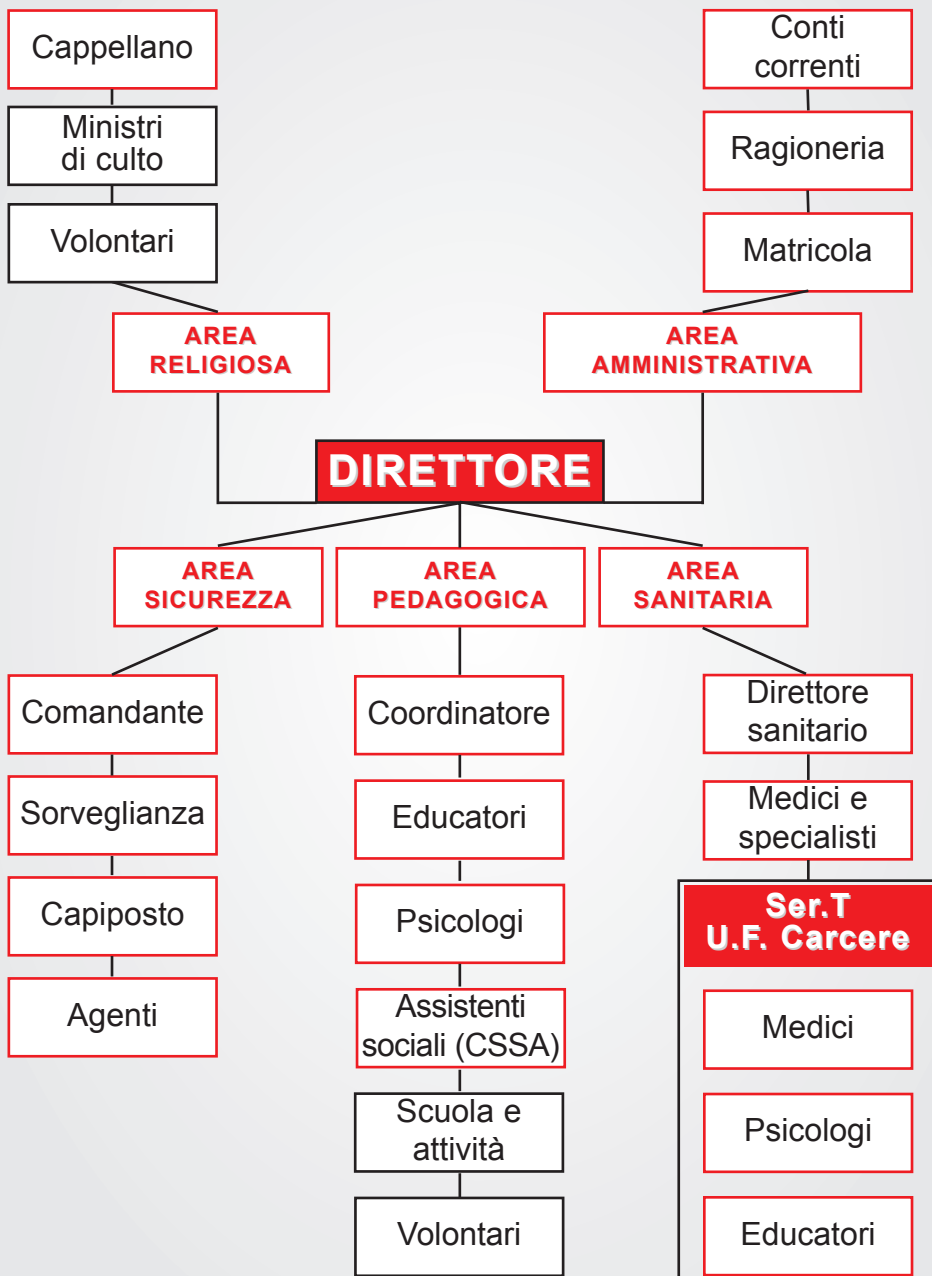 Cappellano
Ministri
di culto
Volontari
AREA
RELIGIOSA
Conti
correnti
Ragioneria
Matricola
AREA
AMMINISTRATIVA
DIRETTORE
AREA
SICUREZZA
Comandante
Sorveglianza
Capiposto
Agenti
AREA
PEDAGOGICA
Coordinatore
Educatori
Psicologi
Assistenti
sociali (CSSA)
Scuola e
attività
Volontari
AREA
SANITARIA
Direttore
sanitario
Medici e
specialisti
Ser.T
U.F. Carcere
Medici
Psicologi
Educatori